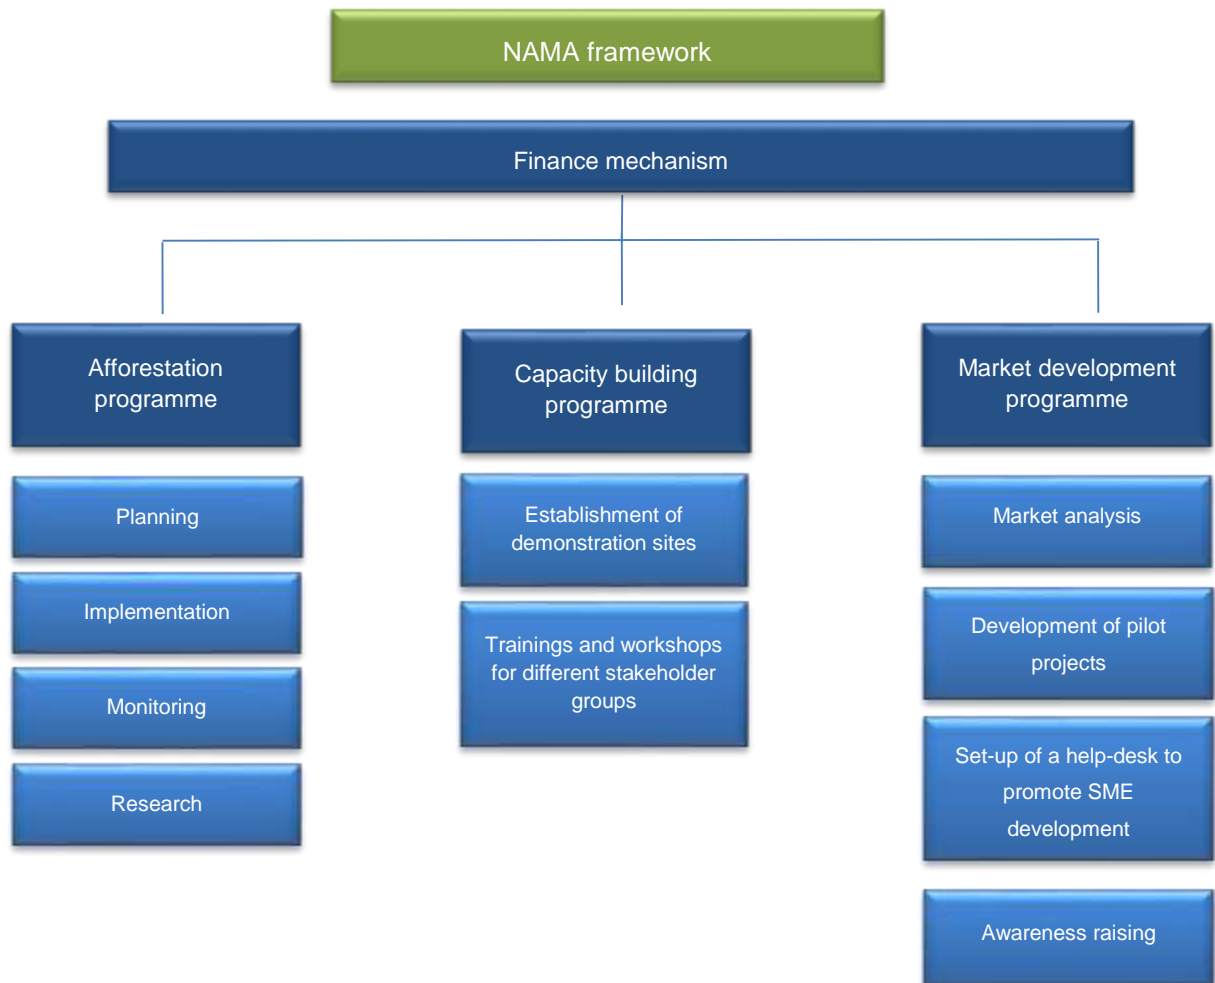 NAMA framework
Finance mechanism
Afforestation
programme
Planning
Implementation
Monitoring
Research
Capacity building
programme
Establishment of
demonstration sites
Trainings and workshops
for different stakeholder
groups
Market development
programme
Market analysis
Development of pilot
projects
Set-up of a help-desk to
promote SME
development
Awareness raising